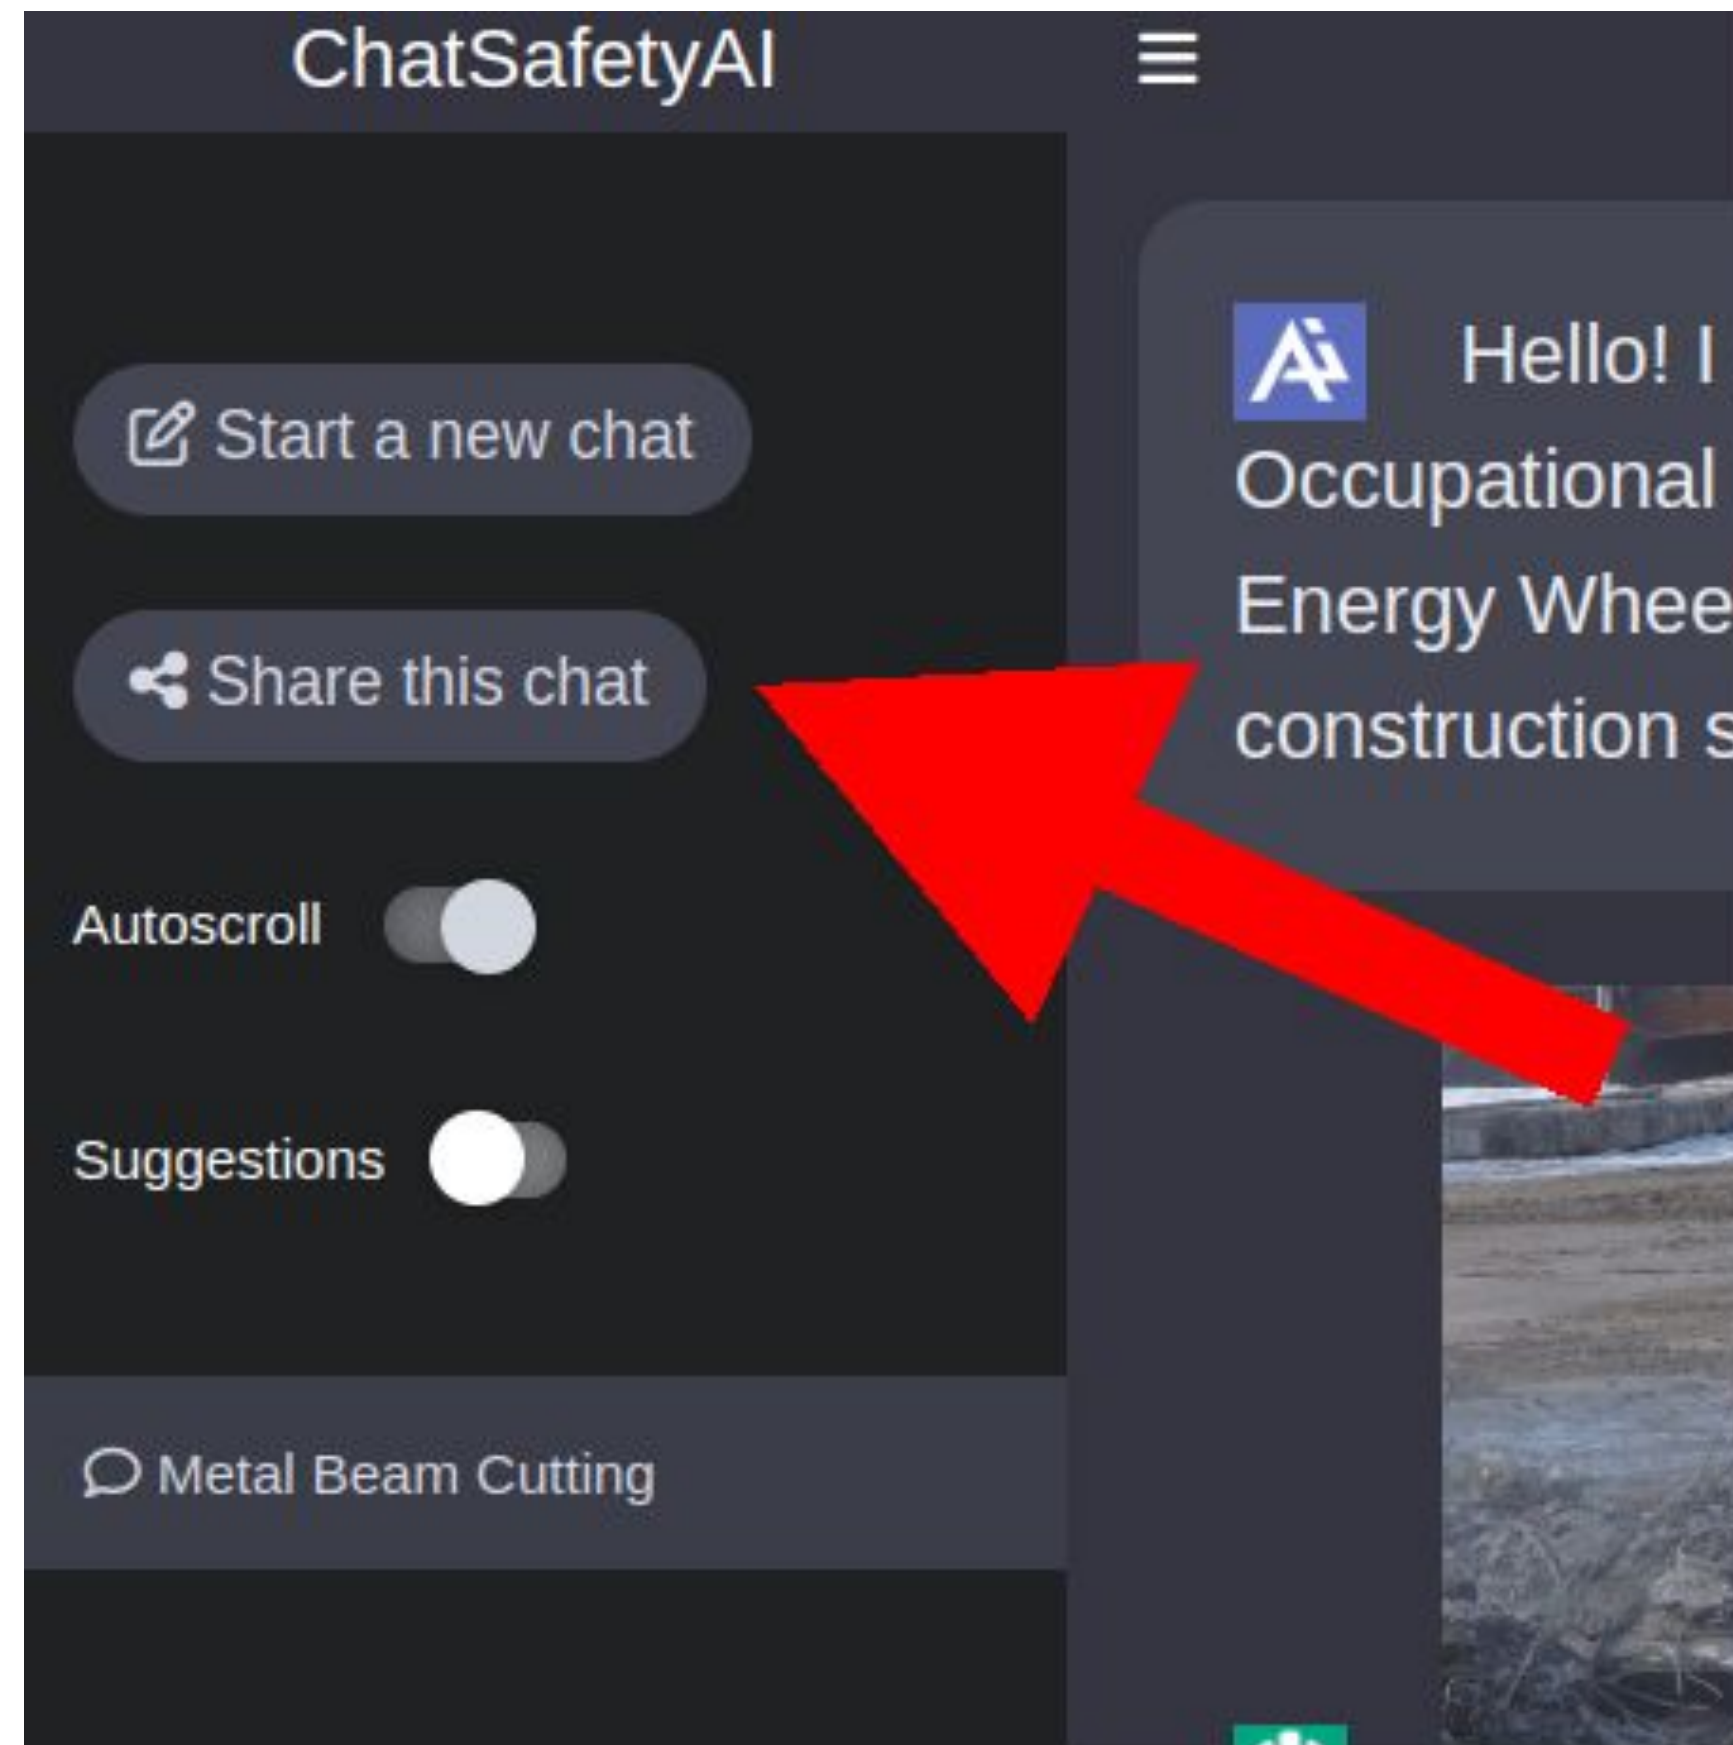 ChatSafetyAI
Start a new chat
Share this chat
Autoscroll
Suggestions
Metal Beam Cutting
Hello! I
Occupational
Energy Whee
construction s